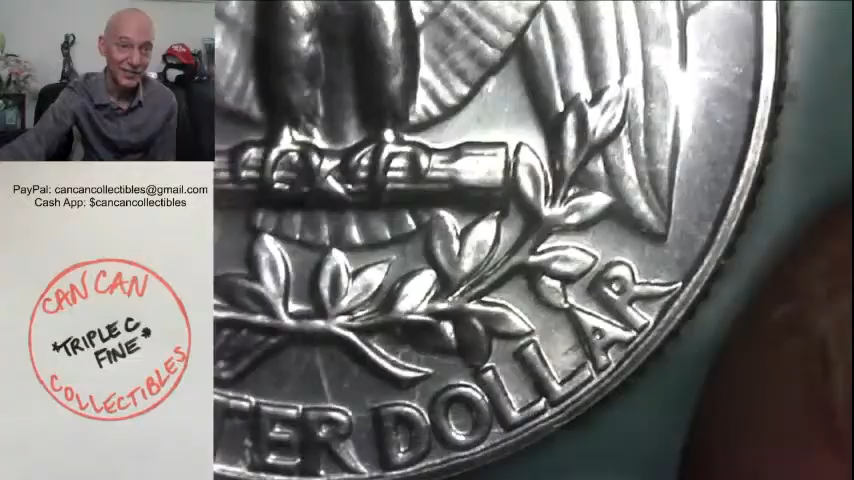 PayPal: cancancollectibles@gmail.com
Cash App: $cancancollectibles
CAN CAN
*TRIPLE C
FINE*
COLLECTIBLES
TER DOLLAR